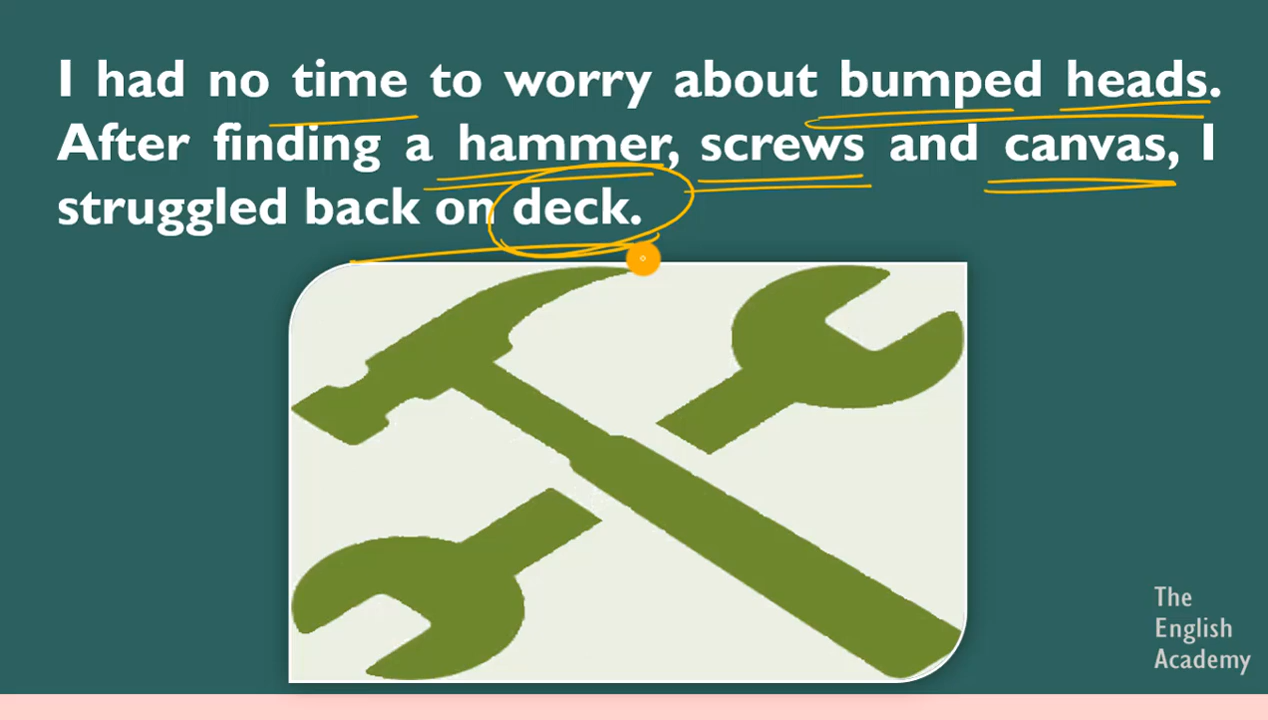 I had no time to worry about bumped heads.
After finding a hammer, screws and canvas, I
struggled back on deck.
The
English
Academy